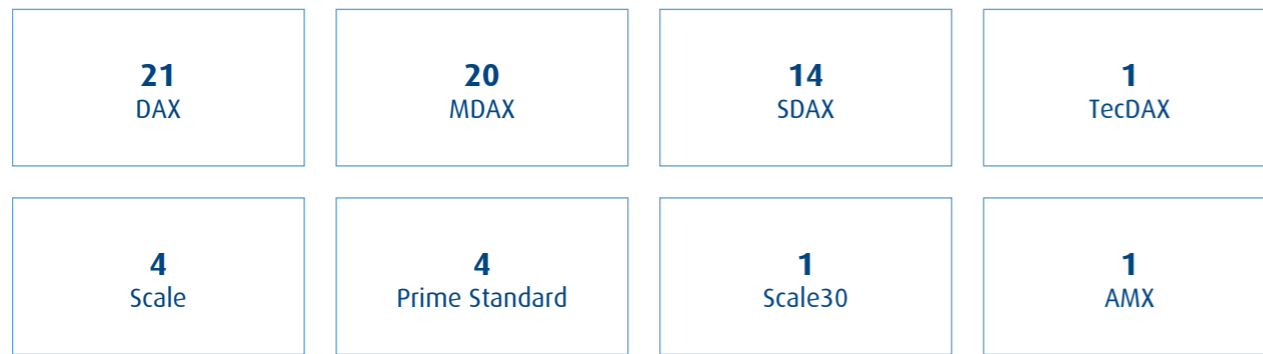 21
DAX
20
MDAX
14
SDAX
1
TecDAX
4
Scale
4
Prime Standard
1
Scale30
1
AMX